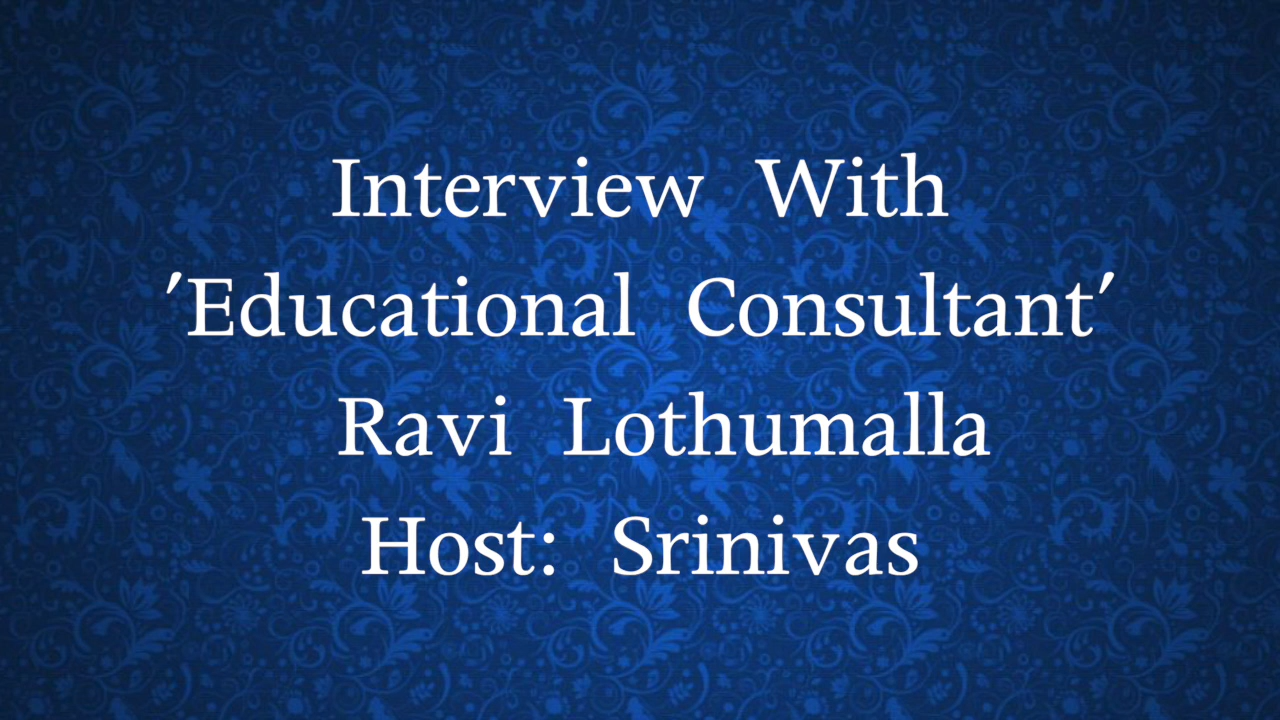 Interview With
'Educational Consultant'
Ravi Lothumalla
Host: Srinivas